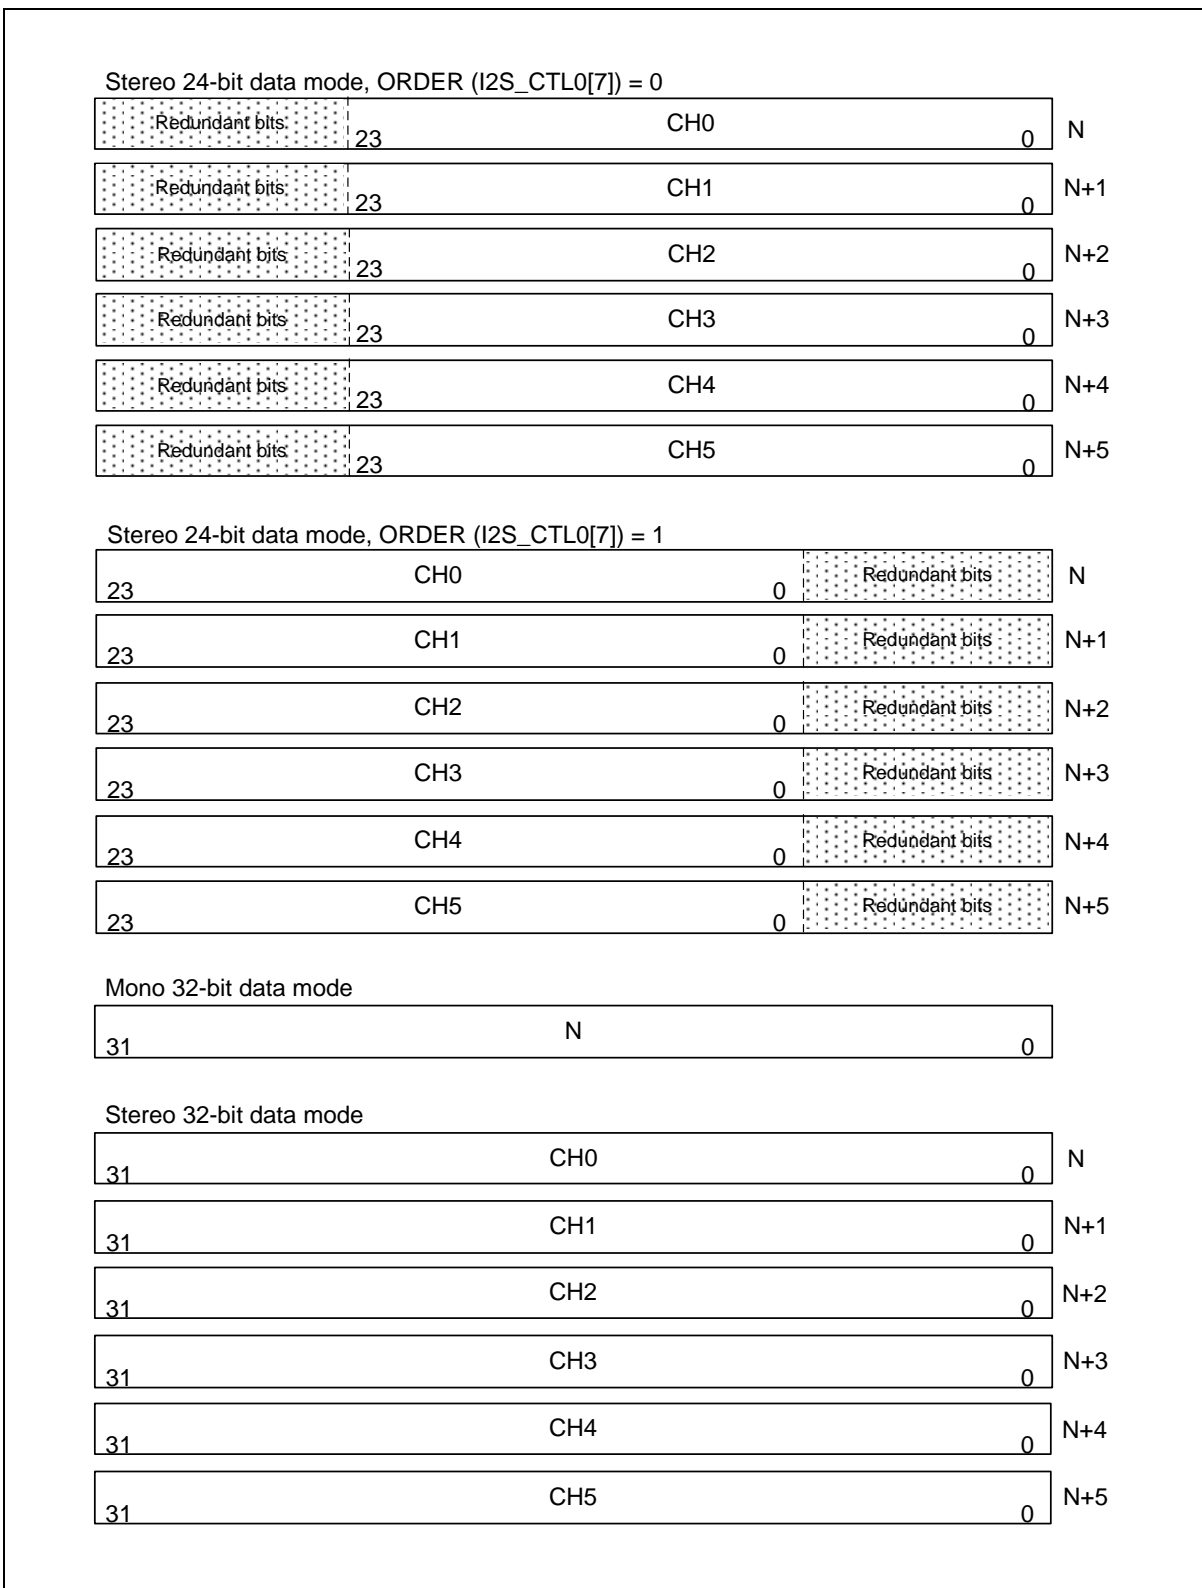 Stereo 24-bit data mode, ORDER (I2S_CTL0[7]) = 0
Redundant bits 23 CH0 0 N
Redundant bits 23 CH1 0 N+1
Redundant bits 23 CH2 0 N+2
Redundant bits 23 CH3 0 N+3
Redundant bits 23 CH4 0 N+4
Redundant bits 23 CH5 0 N+5
Stereo 24-bit data mode, ORDER (I2S_CTL0[7]) = 1
23 CH0 0 Redundant bits N
23 CH1 0 Redundant bits N+1
23 CH2 0 Redundant bits N+2
23 CH3 0 Redundant bits N+3
23 CH4 0 Redundant bits N+4
23 CH5 0 Redundant bits N+5
Mono 32-bit data mode
31 N 0
Stereo 32-bit data mode
31 CH0 0 N
31 CH1 0 N+1
31 CH2 0 N+2
31 CH3 0 N+3
31 CH4 0 N+4
31 CH5 0 N+5